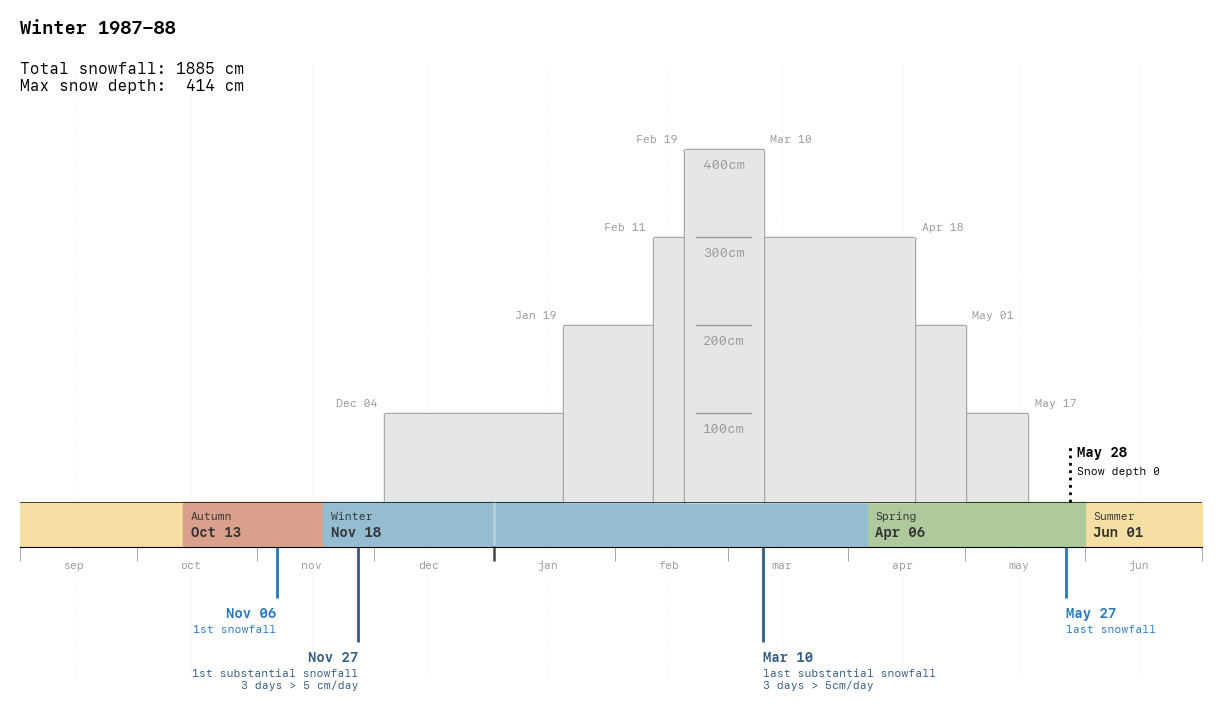 Winter 1987–88
Total snowfall: 1885 cm
Max snow depth:  414 cm
Feb 19
Mar 10
400cm
Feb 11
Apr 18
300cm
Jan 19
May 01
200cm
Dec 04
May 17
100cm
May 28
Snow depth 0
Autumn
Oct 13
Winter
Nov 18
Spring
Apr 06
Summer
Jun 01
sep oct nov dec jan feb mar apr may jun
Nov 06
1st snowfall
May 27
last snowfall
Nov 27
1st substantial snowfall
3 days > 5 cm/day
Mar 10
last substantial snowfall
3 days > 5cm/day